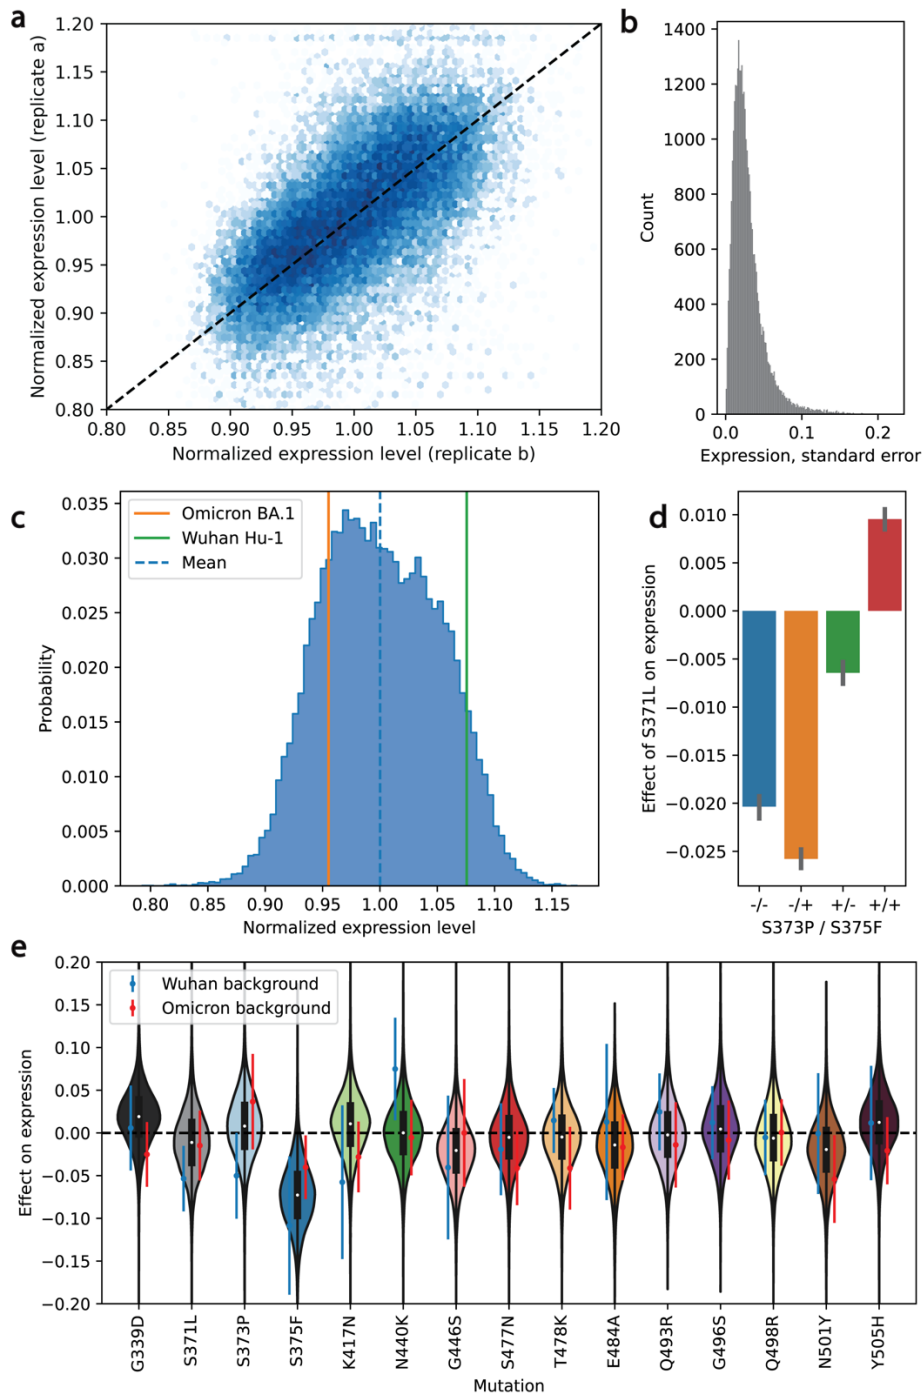 a
1.20
1.15
1.10
1.05
1.00
0.95
0.90
0.85
0.80
Normalized expression level (replicate a)
0.80 0.85 0.90 0.95 1.00 1.05 1.10 1.15 1.20
Normalized expression level (replicate b)
b
1400
1200
1000
800
600
400
200
0
Count
0.0 0.1 0.2
Expression, standard error
c
0.035
0.030
0.025
0.020
0.015
0.010
0.005
0.000
Probability
Omicron BA.1
Wuhan Hu-1
Mean
0.80 0.85 0.90 0.95 1.00 1.05 1.10 1.15
Normalized expression level
d
0.010
0.005
0.000
−0.005
−0.010
−0.015
−0.020
−0.025
Effect of S371L on expression
-/- -/+ +/- +/+
S373P / S375F
e
0.20
0.15
0.10
0.05
0.00
−0.05
−0.10
−0.15
−0.20
Effect on expression
Wuhan background
Omicron background
G339D S371L S373P S375F K417N N440K G446S S477N T478K E484A Q493R G496S Q498R N501Y Y505H
Mutation